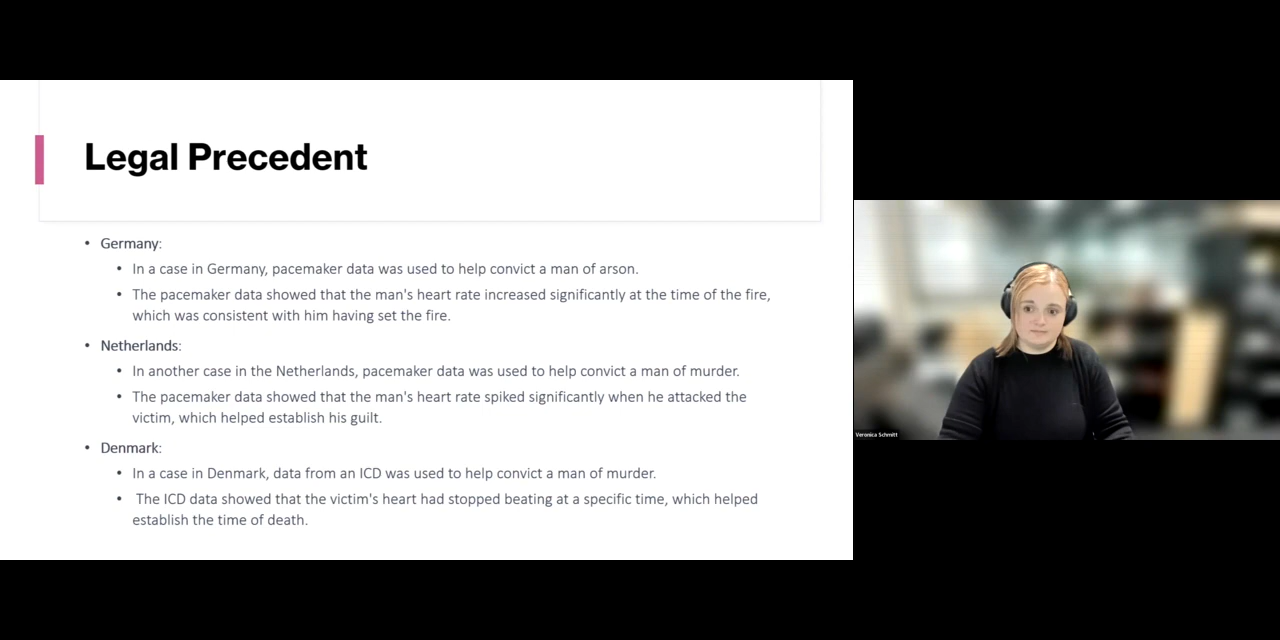 Legal Precedent
• Germany:
• In a case in Germany, pacemaker data was used to help convict a man of arson.
• The pacemaker data showed that the man's heart rate increased significantly at the time of the fire,
which was consistent with him having set the fire.
• Netherlands:
• In another case in the Netherlands, pacemaker data was used to help convict a man of murder.
• The pacemaker data showed that the man's heart rate spiked significantly when he attacked the
victim, which helped establish his guilt.
• Denmark:
• In a case in Denmark, data from an ICD was used to help convict a man of murder.
• The ICD data showed that the victim's heart had stopped beating at a specific time, which helped
establish the time of death.
Veronica Schmitt